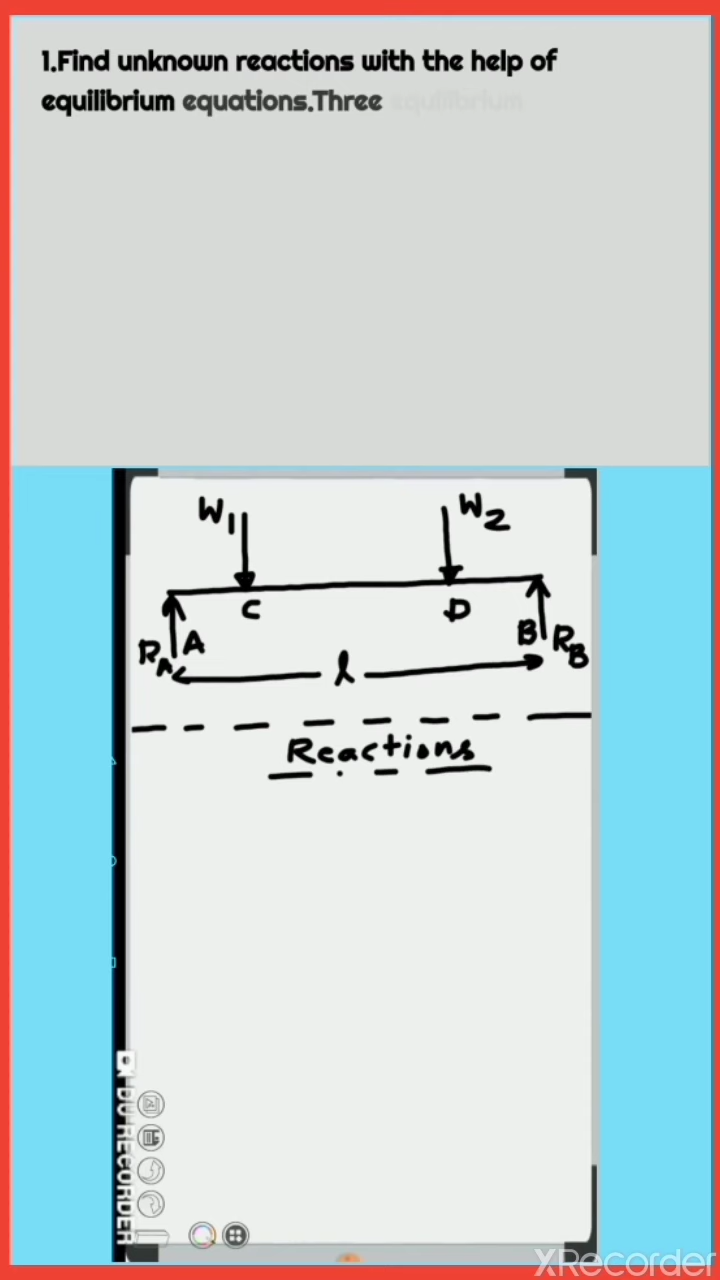 1.Find unknown reactions with the help of
equilibrium equations.Three equilibrium
W1
W2
C
D
RA
A
B
RB
l
Reactions
DU RECORDER
XRecorder